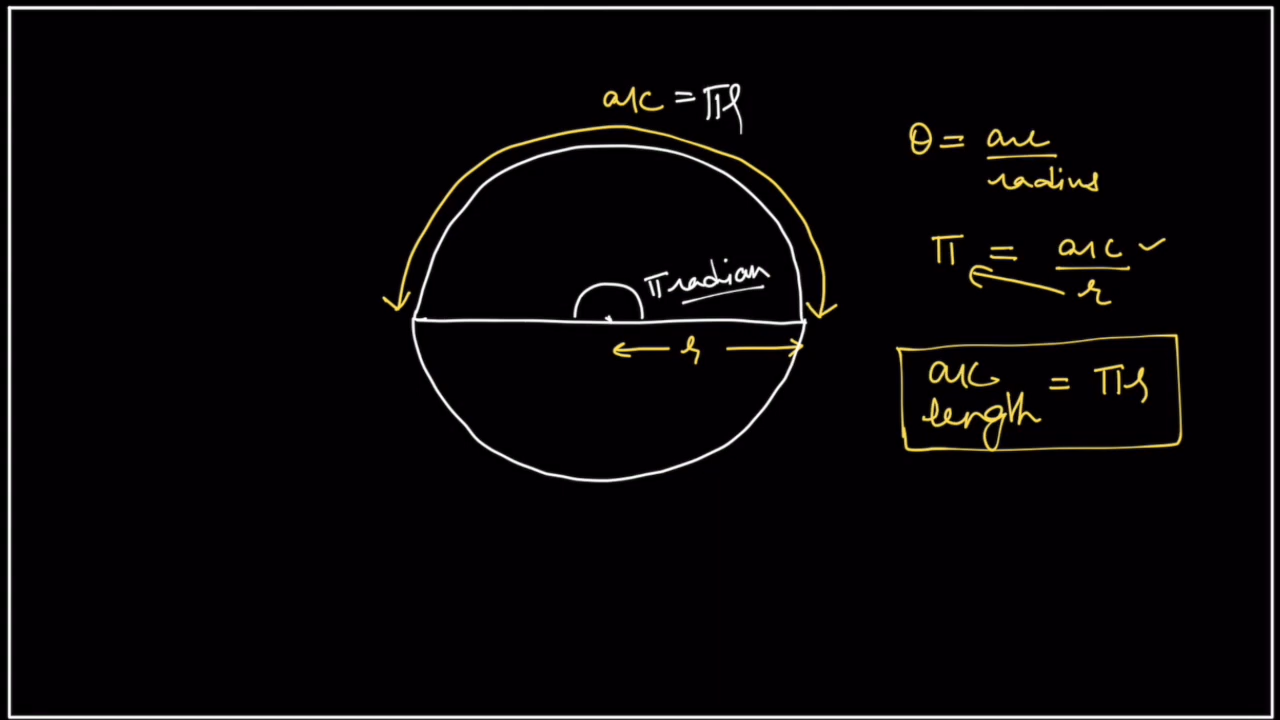 arc = πr
θ = arc / radius
π = arc / r ✓
π radian
r
arc length = πr